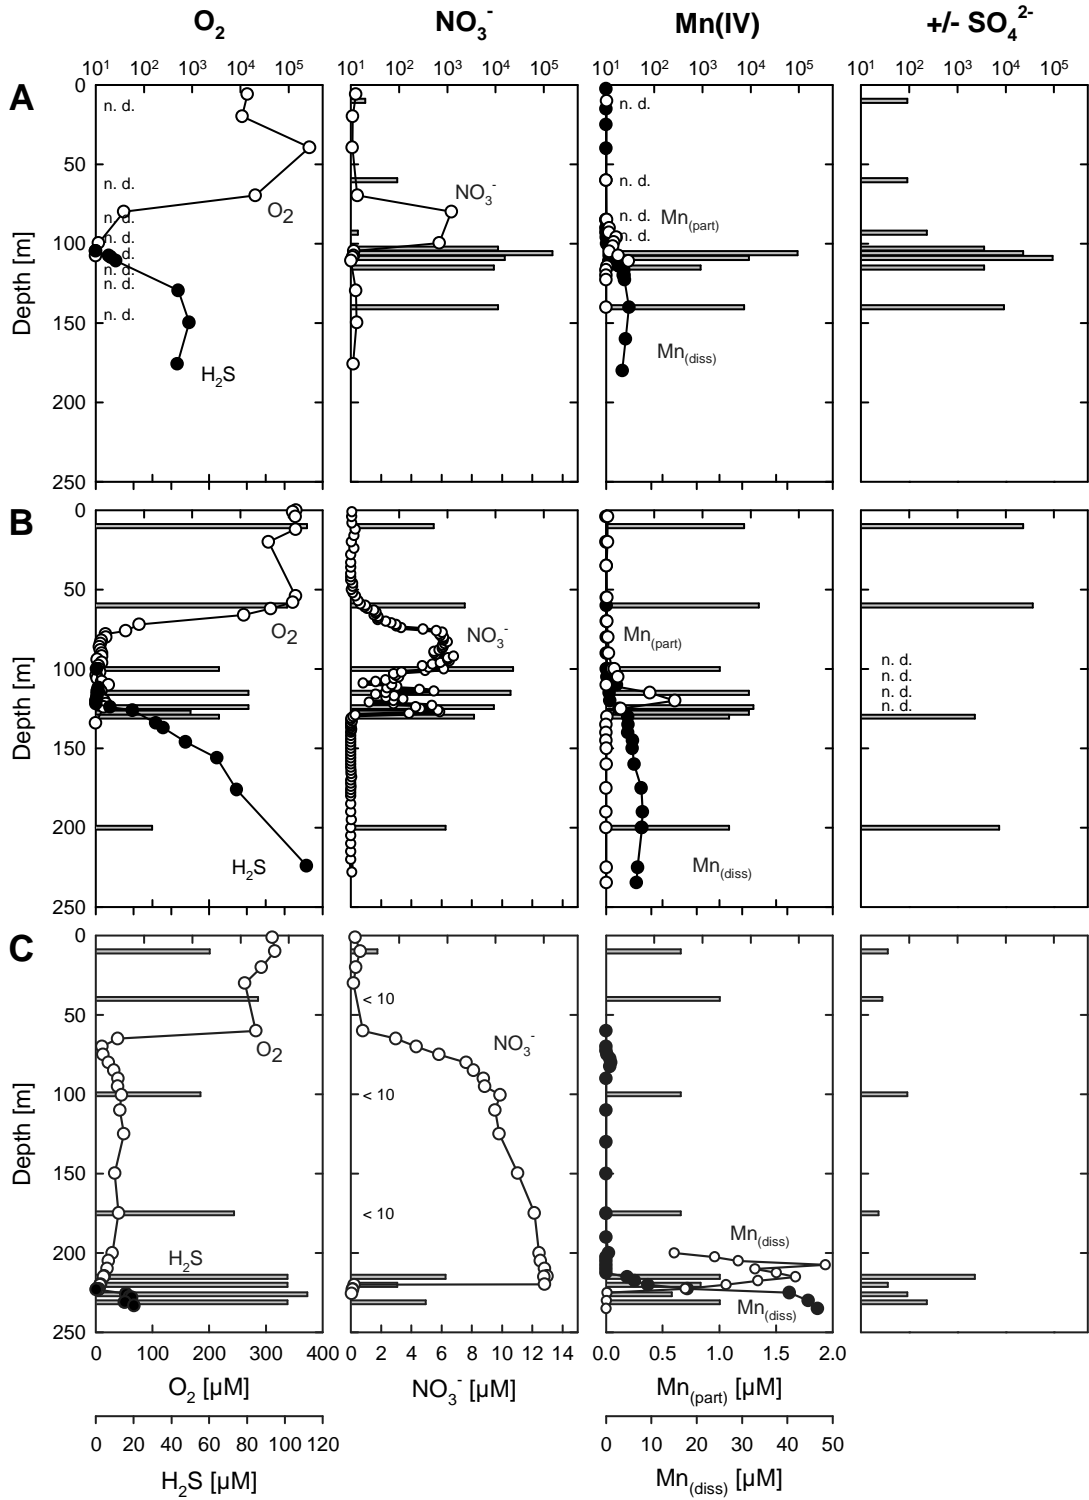 O₂ NO₃⁻ Mn(IV) +/- SO₄²⁻
10¹ 10² 10³ 10⁴ 10⁵ 10¹ 10² 10³ 10⁴ 10⁵ 10¹ 10² 10³ 10⁴ 10⁵ 10¹ 10² 10³ 10⁴ 10⁵
A
Depth [m]
0
50
100
150
200
250
n. d.
n. d.
n. d.
n. d.
n. d.
n. d.
n. d.
n. d.
O₂
H₂S
NO₃⁻
n. d.
n. d.
n. d.
n. d.
Mn(part)
Mn(diss)
B
Depth [m]
0
50
100
150
200
250
O₂
H₂S
NO₃⁻
Mn(part)
Mn(diss)
n. d.
n. d.
n. d.
n. d.
C
Depth [m]
0
50
100
150
200
250
O₂
H₂S
< 10
NO₃⁻
< 10
< 10
Mn(diss)
Mn(diss)
0 100 200 300 400 0 2 4 6 8 10 12 14 0.0 0.5 1.0 1.5 2.0
O₂ [µM] NO₃⁻ [µM] Mn(part) [µM]
0 20 40 60 80 100 120 0 10 20 30 40 50
H₂S [µM] Mn(diss) [µM]